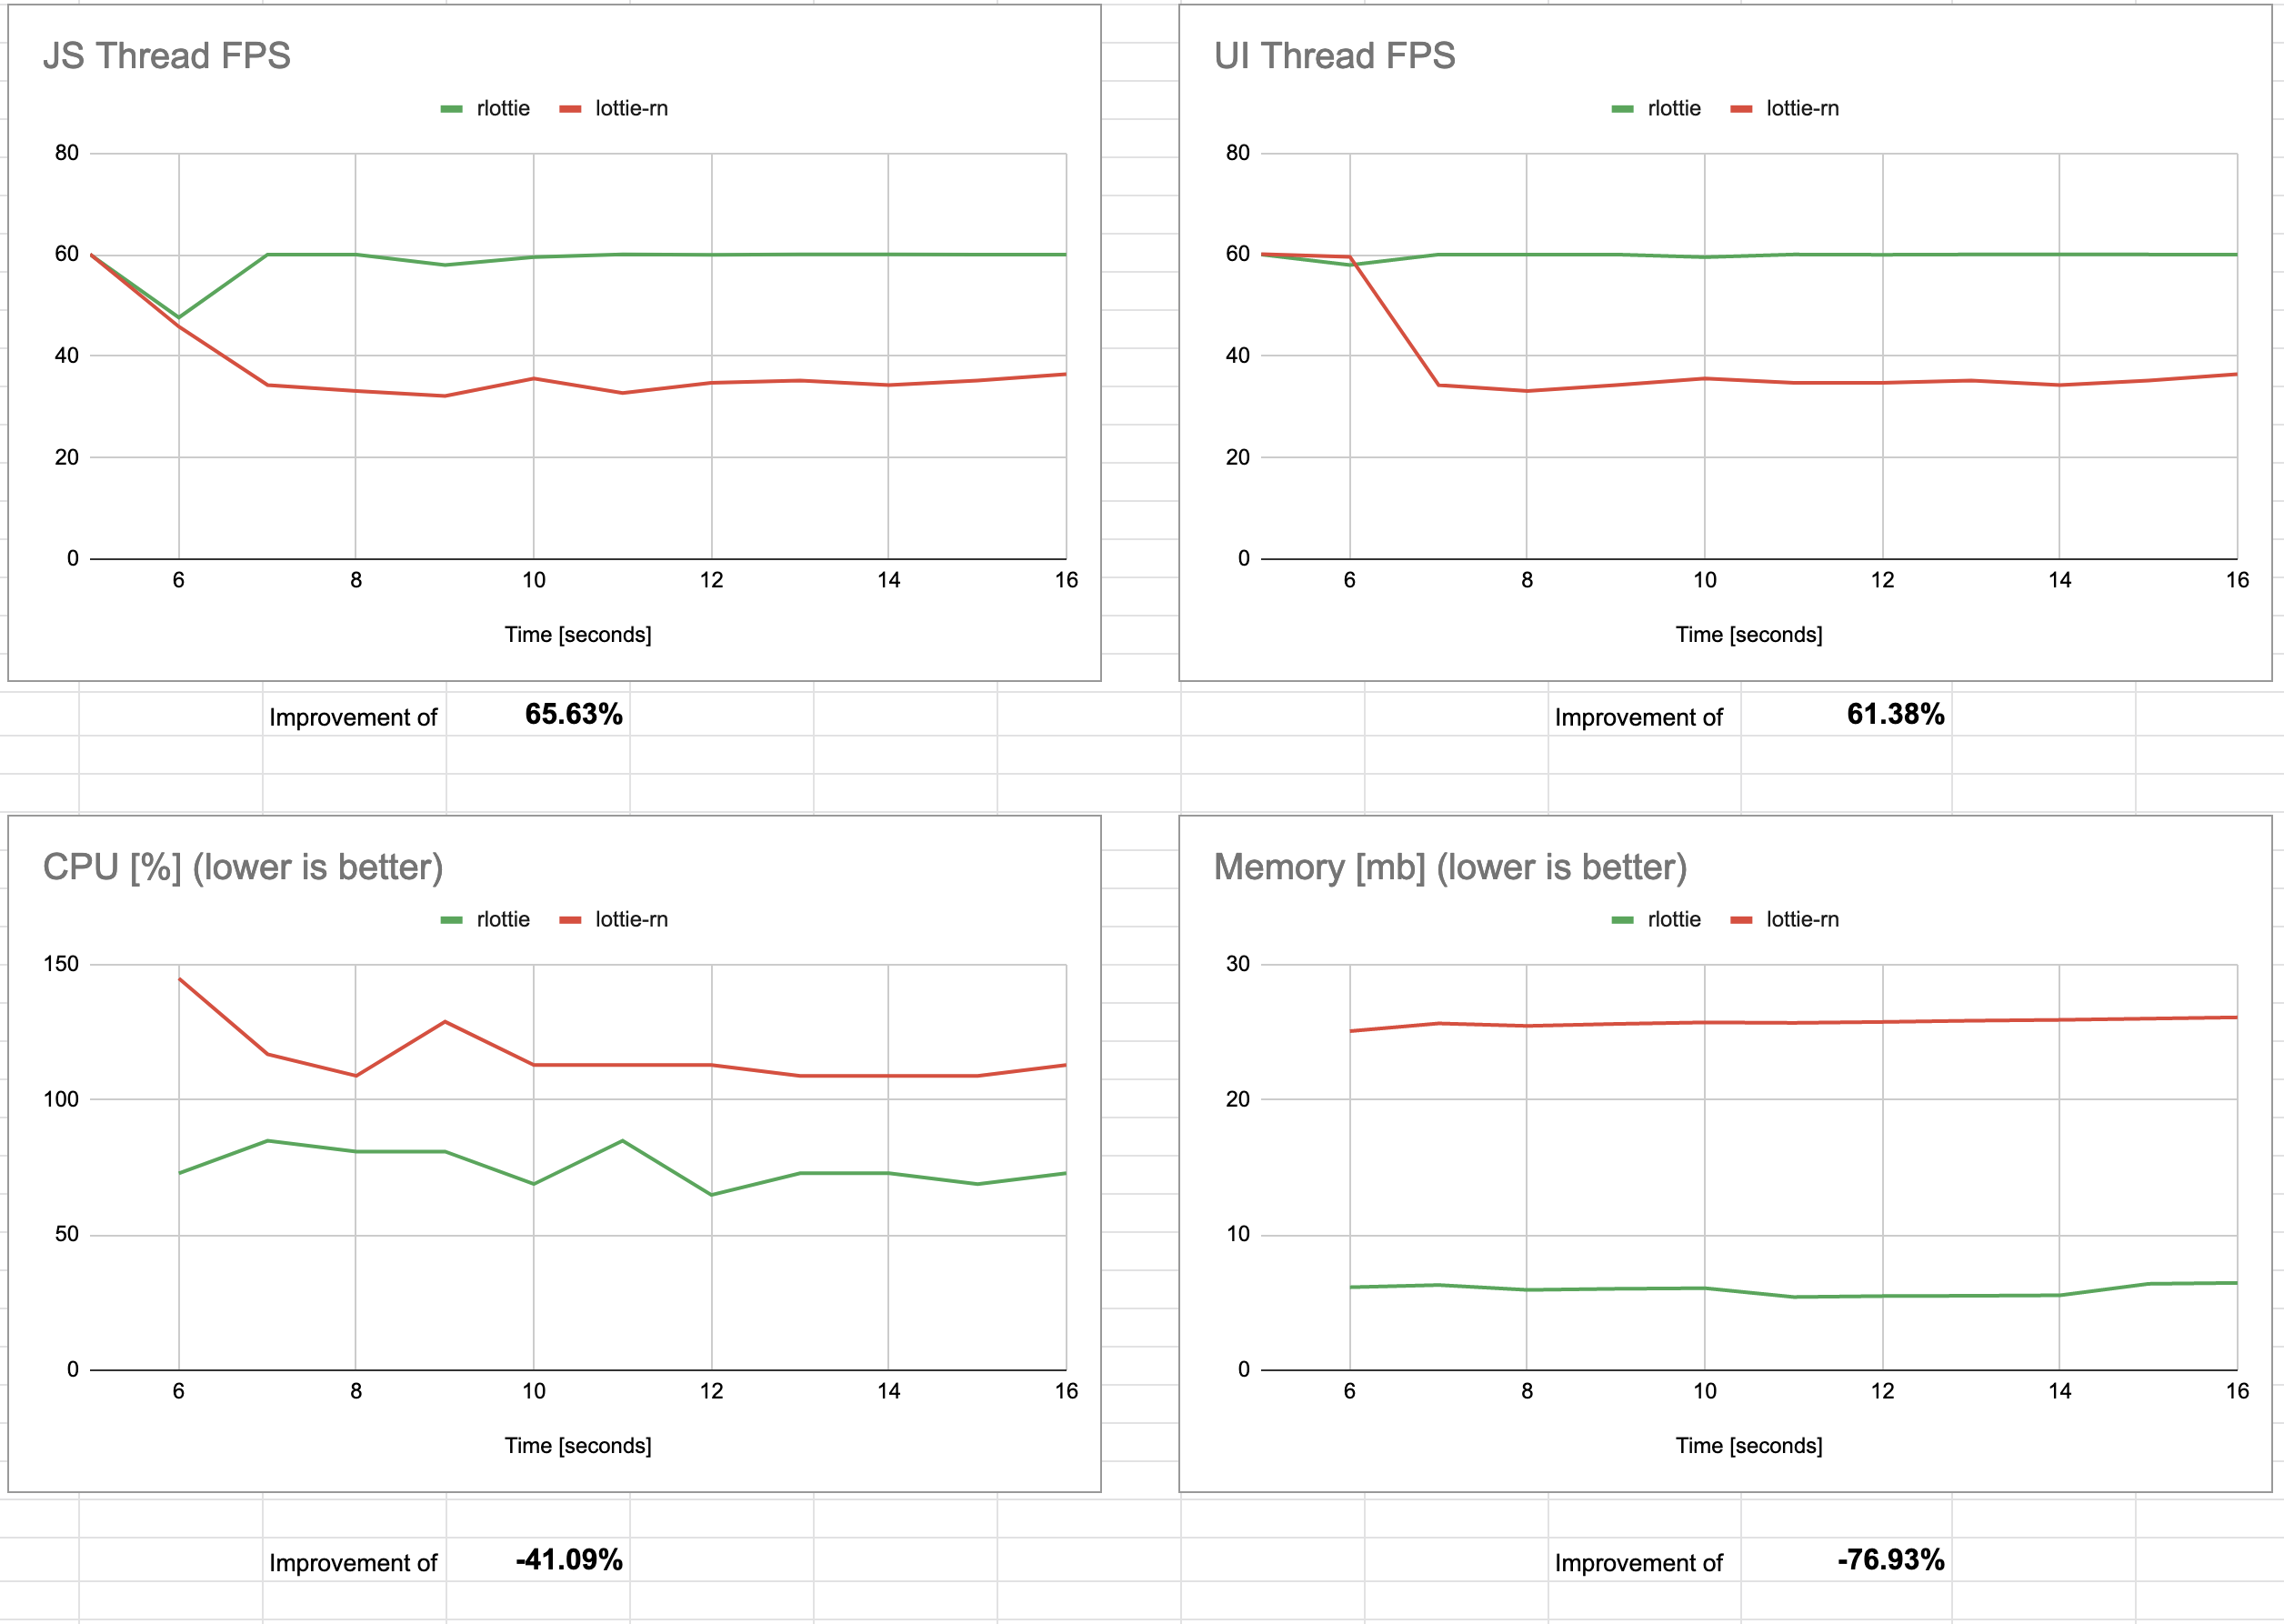 JS Thread FPS
rlottie lottie-rn
80
60
40
20
0
6 8 10 12 14 16
Time [seconds]
Improvement of 65.63%
UI Thread FPS
rlottie lottie-rn
80
60
40
20
0
6 8 10 12 14 16
Time [seconds]
Improvement of 61.38%
CPU [%] (lower is better)
rlottie lottie-rn
150
100
50
0
6 8 10 12 14 16
Time [seconds]
Improvement of -41.09%
Memory [mb] (lower is better)
rlottie lottie-rn
30
20
10
0
6 8 10 12 14 16
Time [seconds]
Improvement of -76.93%